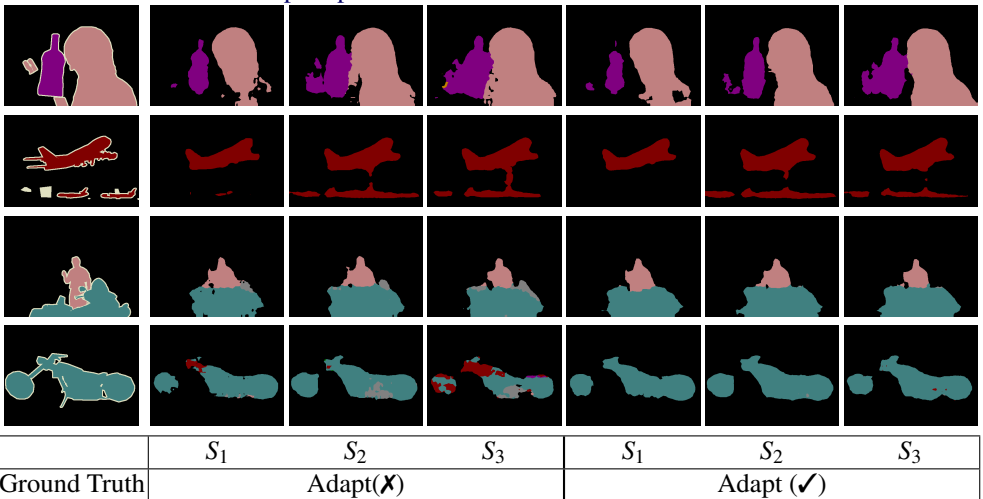 S₁ S₂ S₃ S₁ S₂ S₃
Ground Truth Adapt(✗) Adapt (✓)